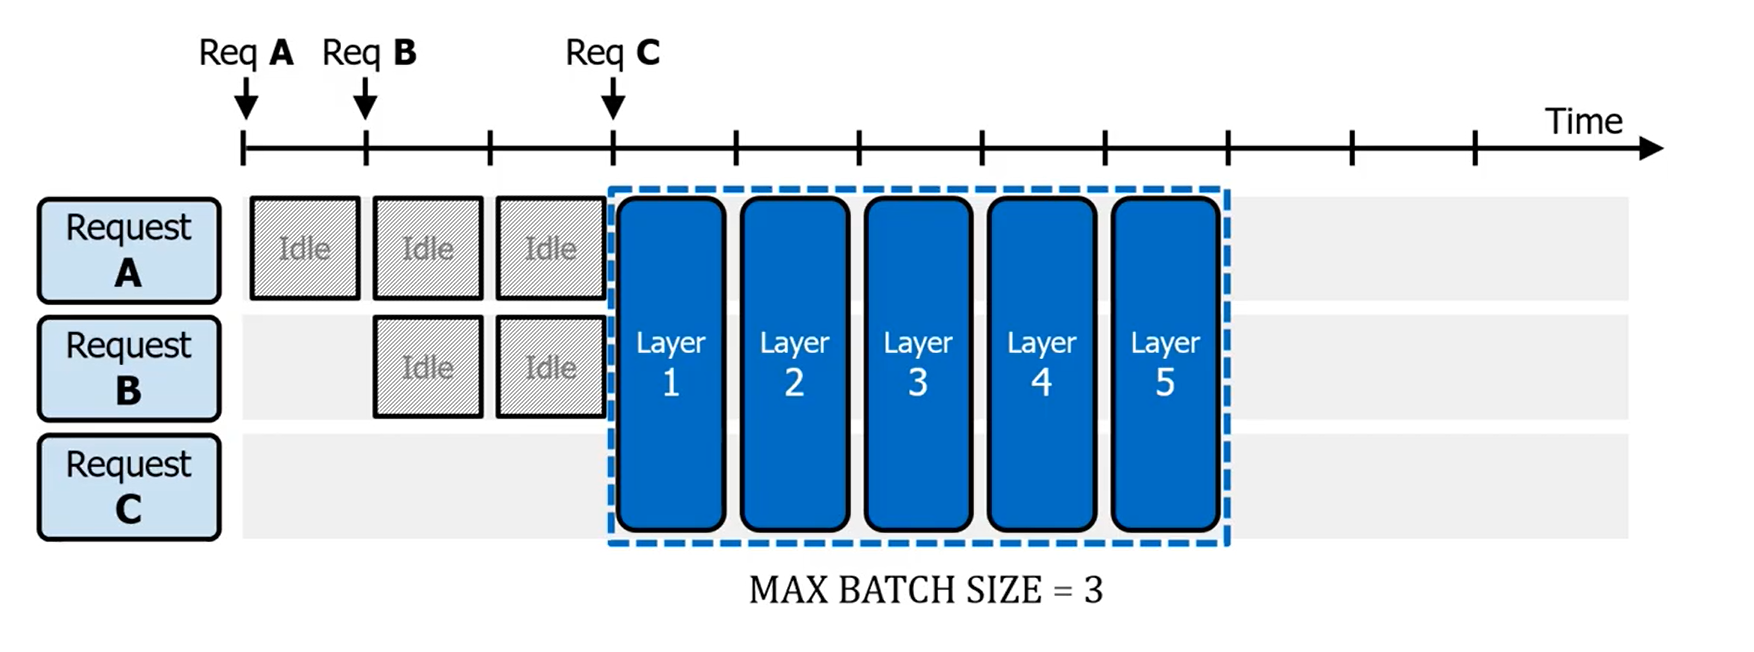 Req A Req B Req C
Time
Request
A
Idle Idle Idle
Request
B
Idle Idle
Request
C
Layer
1
Layer
2
Layer
3
Layer
4
Layer
5
MAX BATCH SIZE = 3